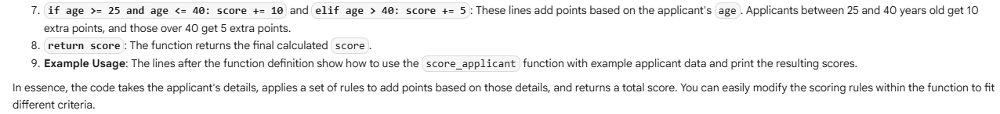 7. if age >= 25 and age <= 40: score += 10 and elif age > 40: score += 5 : These lines add points based on the applicant's age . Applicants between 25 and 40 years old get 10
extra points, and those over 40 get 5 extra points.
8. return score : The function returns the final calculated score .
9. Example Usage: The lines after the function definition show how to use the score_applicant function with example applicant data and print the resulting scores.
In essence, the code takes the applicant's details, applies a set of rules to add points based on those details, and returns a total score. You can easily modify the scoring rules within the function to fit
different criteria.